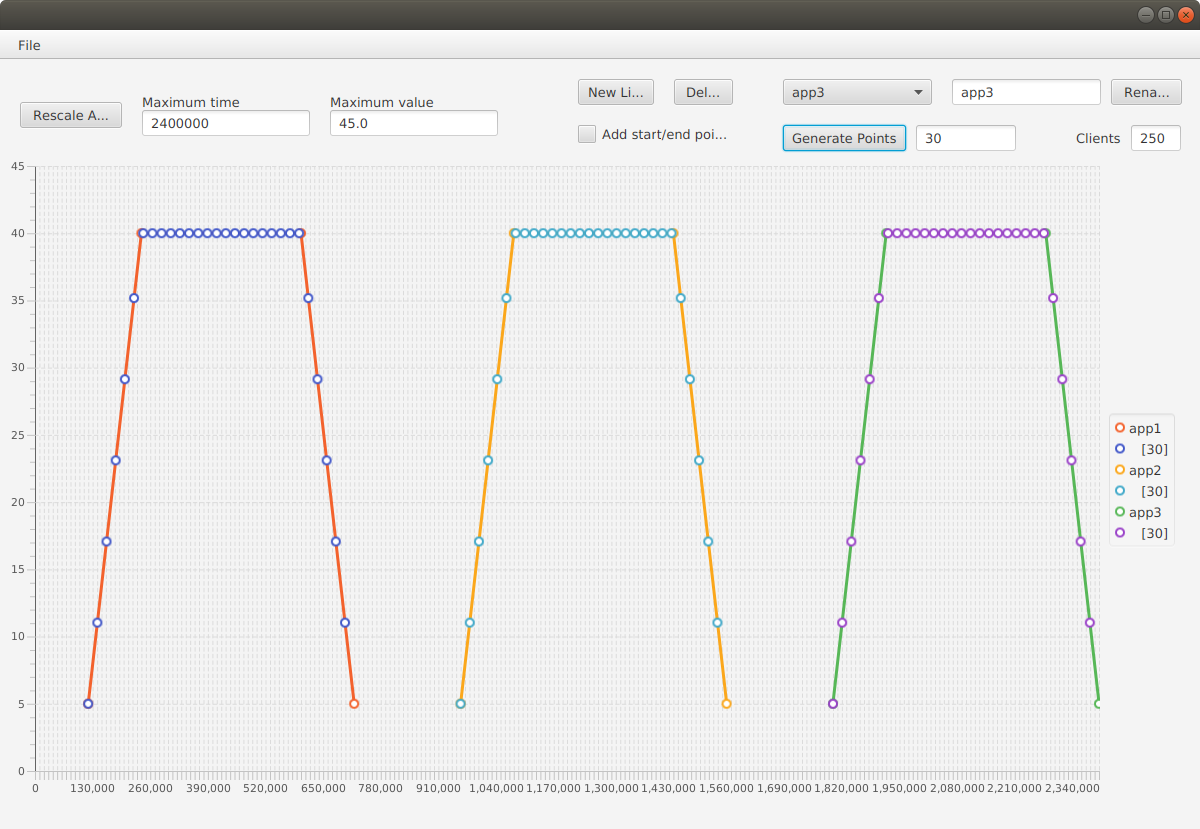 File
New Li...
Del...
app3
app3
Rena...
Rescale A...
Maximum time
2400000
Maximum value
45.0
Add start/end poi...
Generate Points
30
Clients
250
45
40
35
30
25
20
15
10
5
0
0 130,000 260,000 390,000 520,000 650,000 780,000 910,000 1,040,000 1,170,000 1,300,000 1,430,000 1,560,000 1,690,000 1,820,000 1,950,000 2,080,000 2,210,000 2,340,000
app1
[30]
app2
[30]
app3
[30]